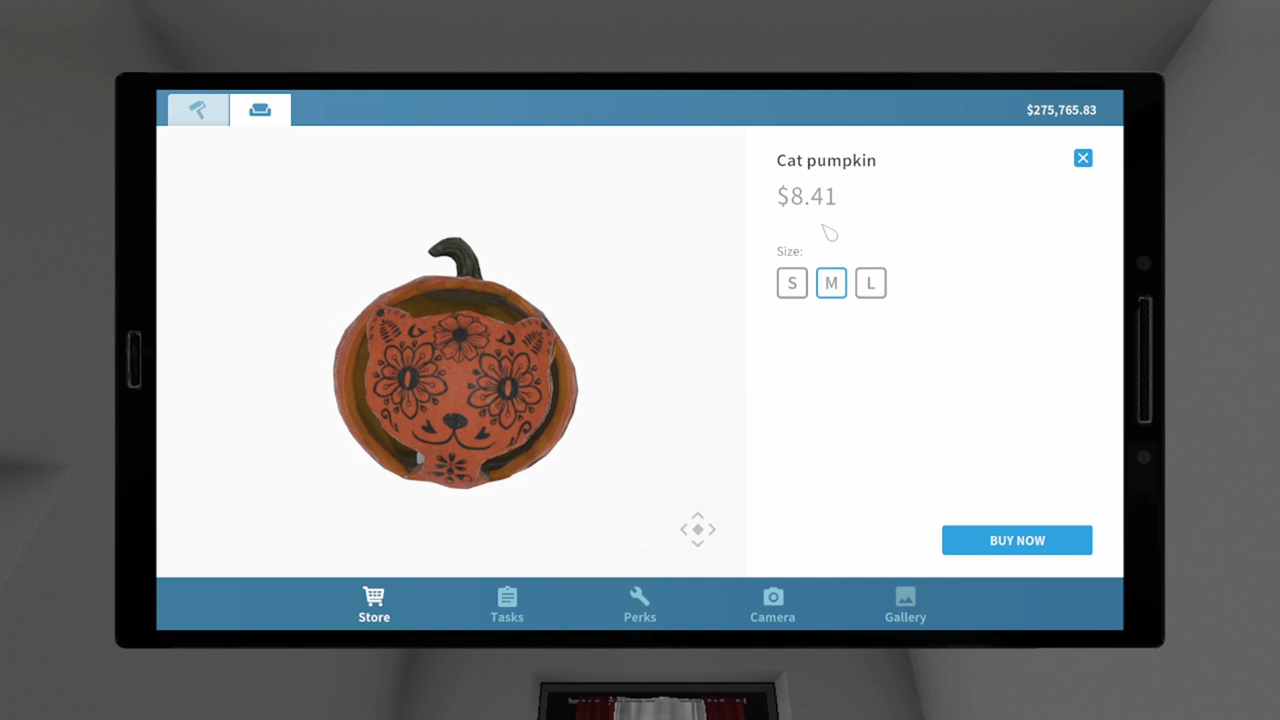 $275,765.83
Cat pumpkin
$8.41
Size:
S M L
BUY NOW
Store Tasks Perks Camera Gallery